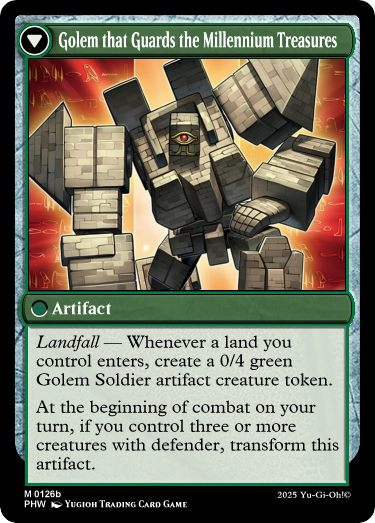 Golem that Guards the Millennium Treasures
Artifact
Landfall — Whenever a land you
control enters, create a 0/4 green
Golem Soldier artifact creature token.
At the beginning of combat on your
turn, if you control three or more
creatures with defender, transform this
artifact.
M 0126b
PHW Yugioh Trading Card Game
2025 Yu-Gi-Oh!©